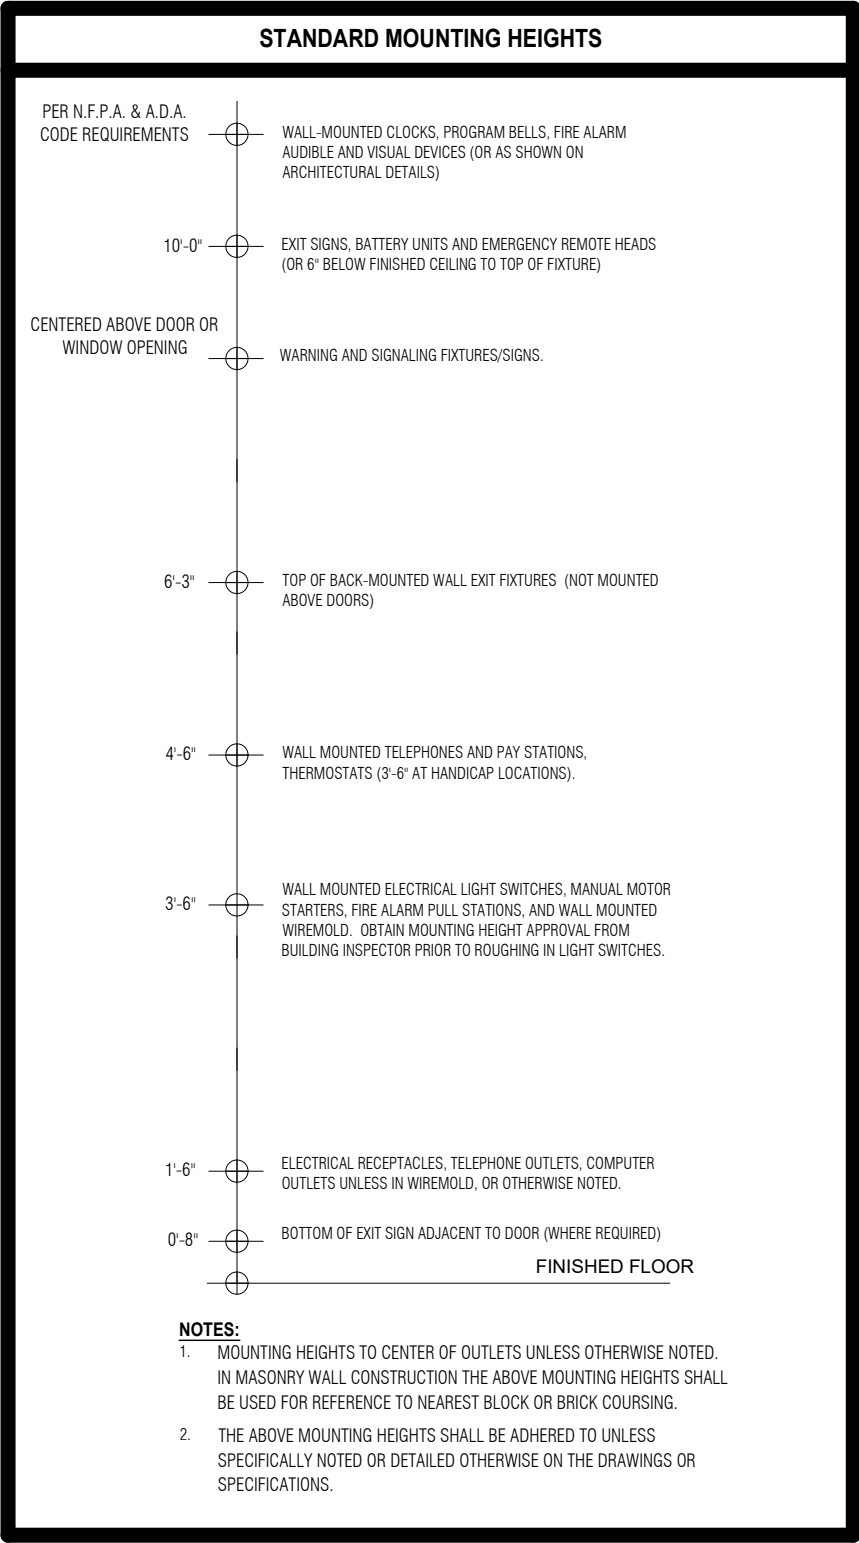 STANDARD MOUNTING HEIGHTS
PER N.F.P.A. & A.D.A.
CODE REQUIREMENTS
WALL-MOUNTED CLOCKS, PROGRAM BELLS, FIRE ALARM
AUDIBLE AND VISUAL DEVICES (OR AS SHOWN ON
ARCHITECTURAL DETAILS)
10'-0"
EXIT SIGNS, BATTERY UNITS AND EMERGENCY REMOTE HEADS
(OR 6" BELOW FINISHED CEILING TO TOP OF FIXTURE)
CENTERED ABOVE DOOR OR
WINDOW OPENING
WARNING AND SIGNALING FIXTURES/SIGNS.
6'-3"
TOP OF BACK-MOUNTED WALL EXIT FIXTURES (NOT MOUNTED
ABOVE DOORS)
4'-6"
WALL MOUNTED TELEPHONES AND PAY STATIONS,
THERMOSTATS (3'-6" AT HANDICAP LOCATIONS).
3'-6"
WALL MOUNTED ELECTRICAL LIGHT SWITCHES, MANUAL MOTOR
STARTERS, FIRE ALARM PULL STATIONS, AND WALL MOUNTED
WIREMOLD. OBTAIN MOUNTING HEIGHT APPROVAL FROM
BUILDING INSPECTOR PRIOR TO ROUGHING IN LIGHT SWITCHES.
1'-6"
ELECTRICAL RECEPTACLES, TELEPHONE OUTLETS, COMPUTER
OUTLETS UNLESS IN WIREMOLD, OR OTHERWISE NOTED.
0'-8"
BOTTOM OF EXIT SIGN ADJACENT TO DOOR (WHERE REQUIRED)
FINISHED FLOOR
NOTES:
1. MOUNTING HEIGHTS TO CENTER OF OUTLETS UNLESS OTHERWISE NOTED.
IN MASONRY WALL CONSTRUCTION THE ABOVE MOUNTING HEIGHTS SHALL
BE USED FOR REFERENCE TO NEAREST BLOCK OR BRICK COURSING.
2. THE ABOVE MOUNTING HEIGHTS SHALL BE ADHERED TO UNLESS
SPECIFICALLY NOTED OR DETAILED OTHERWISE ON THE DRAWINGS OR
SPECIFICATIONS.